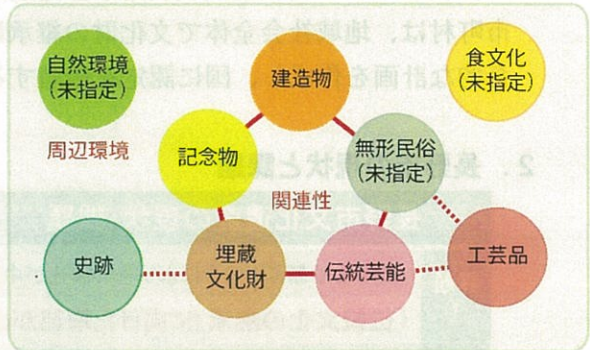 自然環境
（未指定）
建造物
食文化
（未指定）
周辺環境
記念物
無形民俗
（未指定）
関連性
史跡
埋蔵
文化財
伝統芸能
工芸品